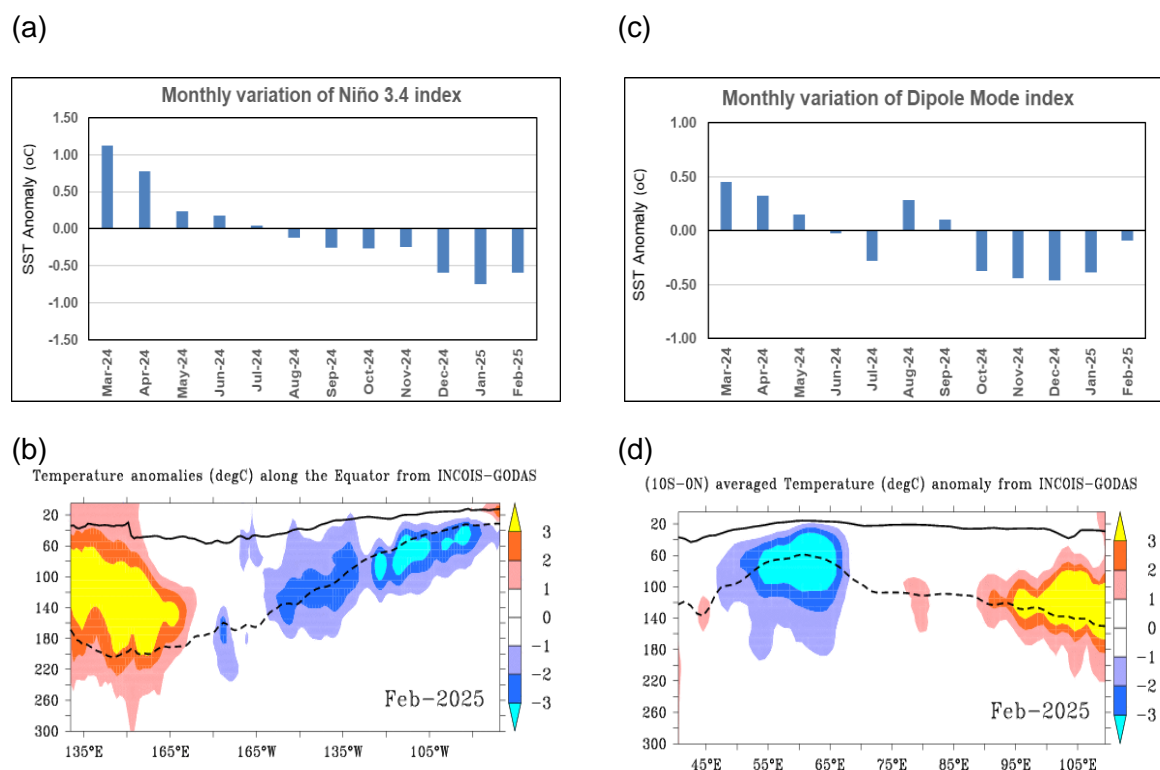 (a)
Monthly variation of Niño 3.4 index
SST Anomaly (oC)
1.50
1.00
0.50
0.00
-0.50
-1.00
-1.50
Mar-24
Apr-24
May-24
Jun-24
Jul-24
Aug-24
Sep-24
Oct-24
Nov-24
Dec-24
Jan-25
Feb-25
(c)
Monthly variation of Dipole Mode index
SST Anomaly (oC)
1.00
0.50
0.00
-0.50
-1.00
Mar-24
Apr-24
May-24
Jun-24
Jul-24
Aug-24
Sep-24
Oct-24
Nov-24
Dec-24
Jan-25
Feb-25
(b)
Temperature anomalies (degC) along the Equator from INCOIS-GODAS
20
60
100
140
180
220
260
300
135°E
165°E
165°W
135°W
105°W
Feb-2025
3
2
1
0
-1
-2
-3
(d)
(10S-0N) averaged Temperature (degC) anomaly from INCOIS-GODAS
20
60
100
140
180
220
260
300
45°E
55°E
65°E
75°E
85°E
95°E
105°E
Feb-2025
3
2
1
0
-1
-2
-3